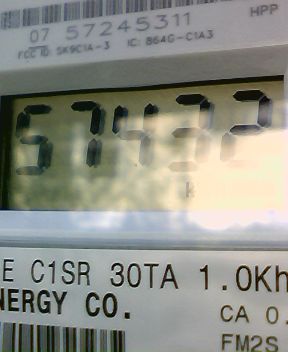 HPP
07 57245311
FCC ID: SK9C1A-3 IC: 864G-C1A3
57432
k
E C1SR 30TA 1.0Kh
NERGY CO.
CA 0.
FM2S